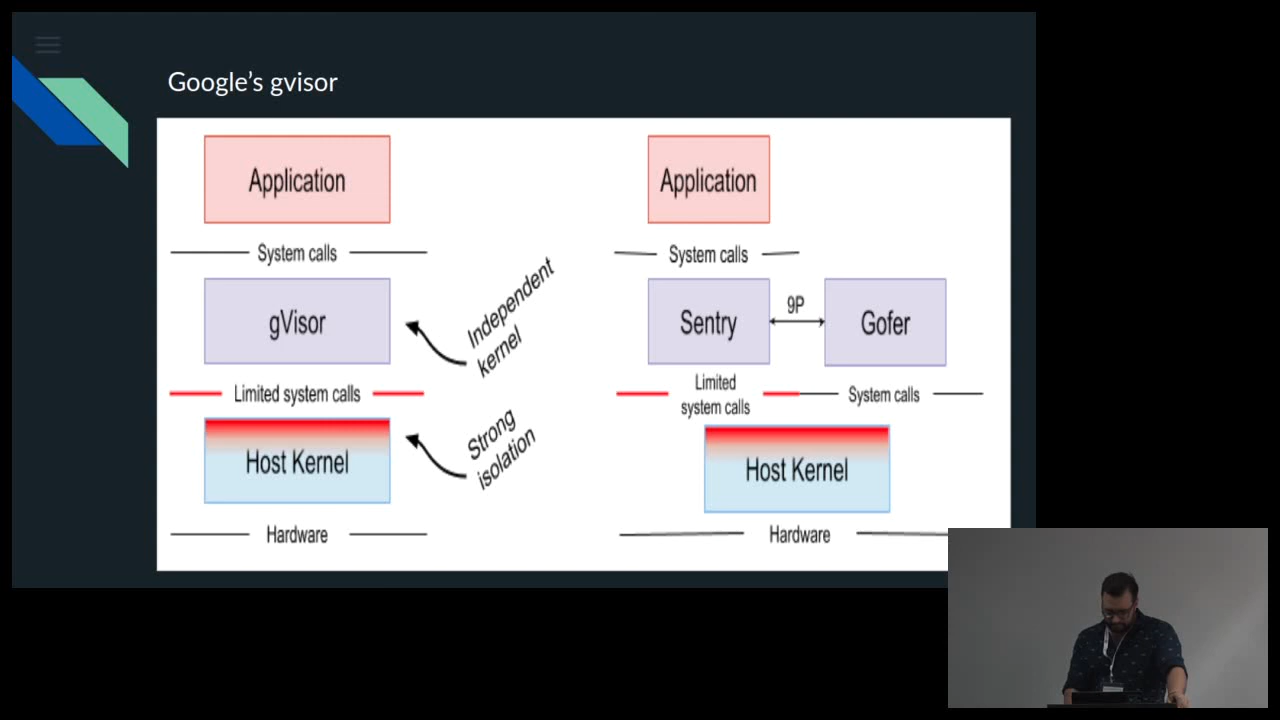 Google's gvisor
Application
System calls
gVisor
Limited system calls
Host Kernel
Hardware
Independent
kernel
Strong
isolation
Application
System calls
Sentry
9P
Gofer
Limited
system calls
System calls
Host Kernel
Hardware